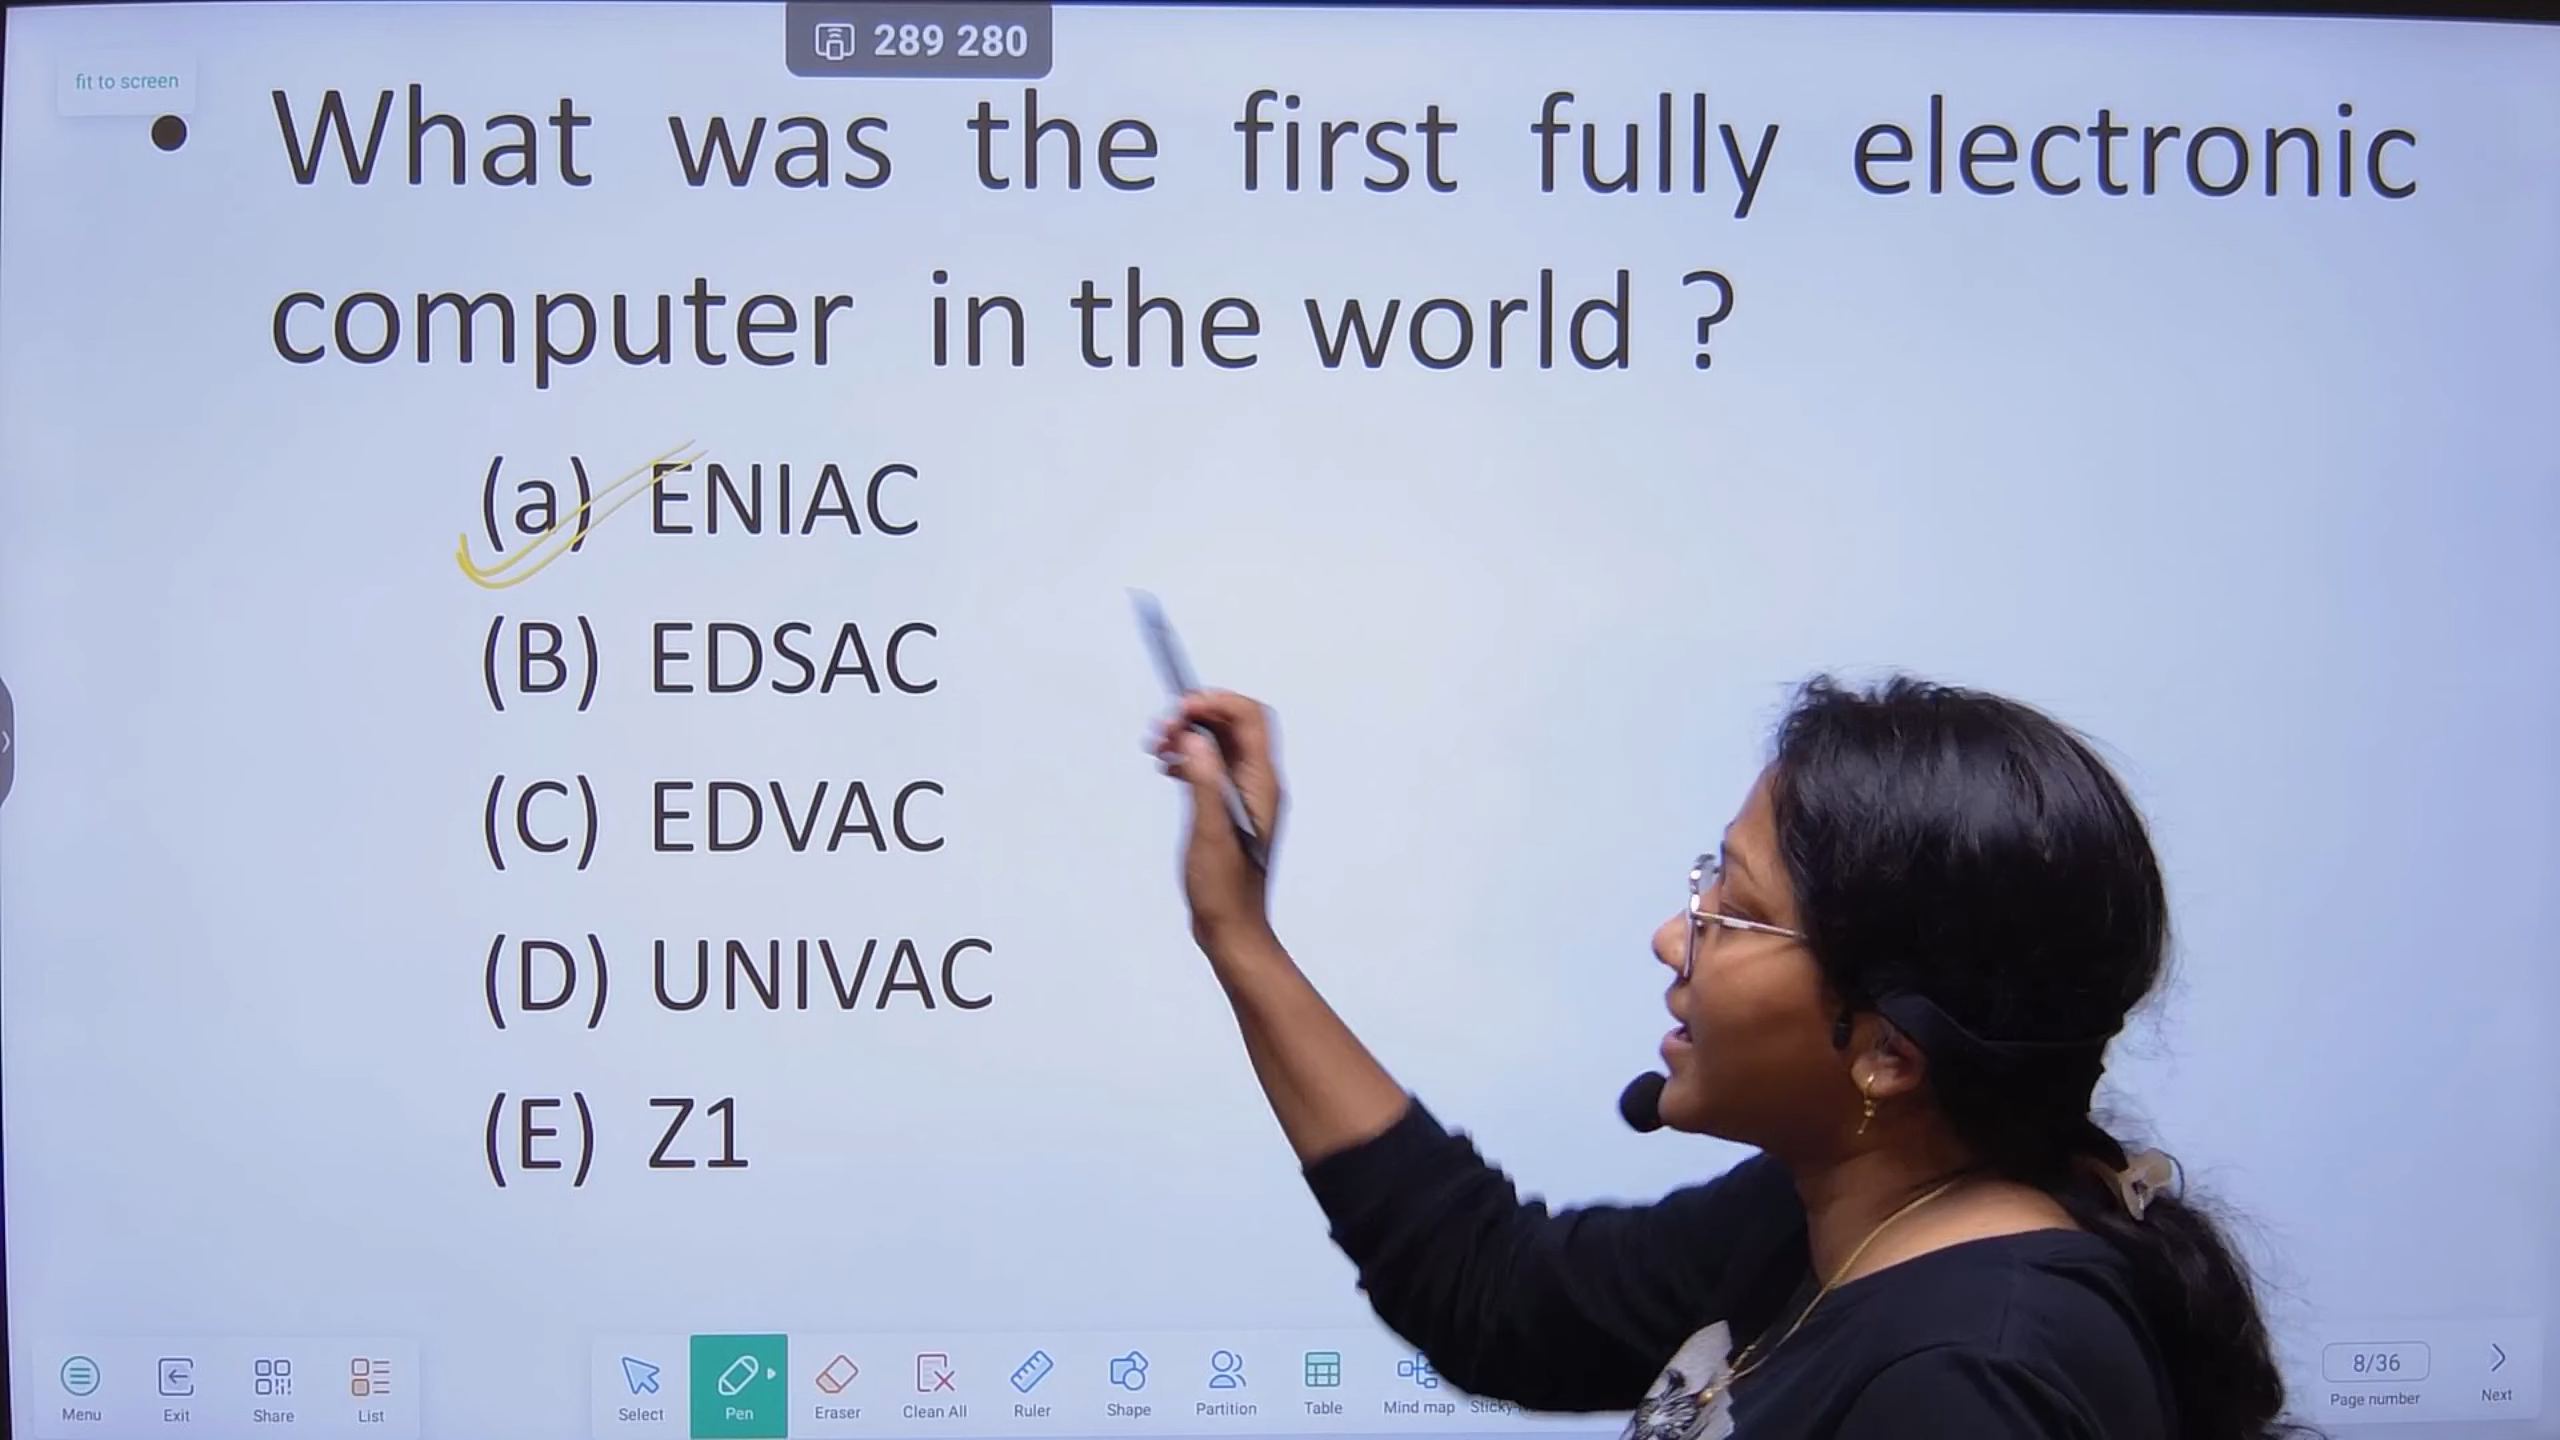 289 280
fit to screen
• What was the first fully electronic
computer in the world ?
(a) ENIAC
(B) EDSAC
(C) EDVAC
(D) UNIVAC
(E) Z1
Menu Exit Share List Select Pen Eraser Clean All Ruler Shape Partition Table Mind map Sticky 8/36 Page number Next